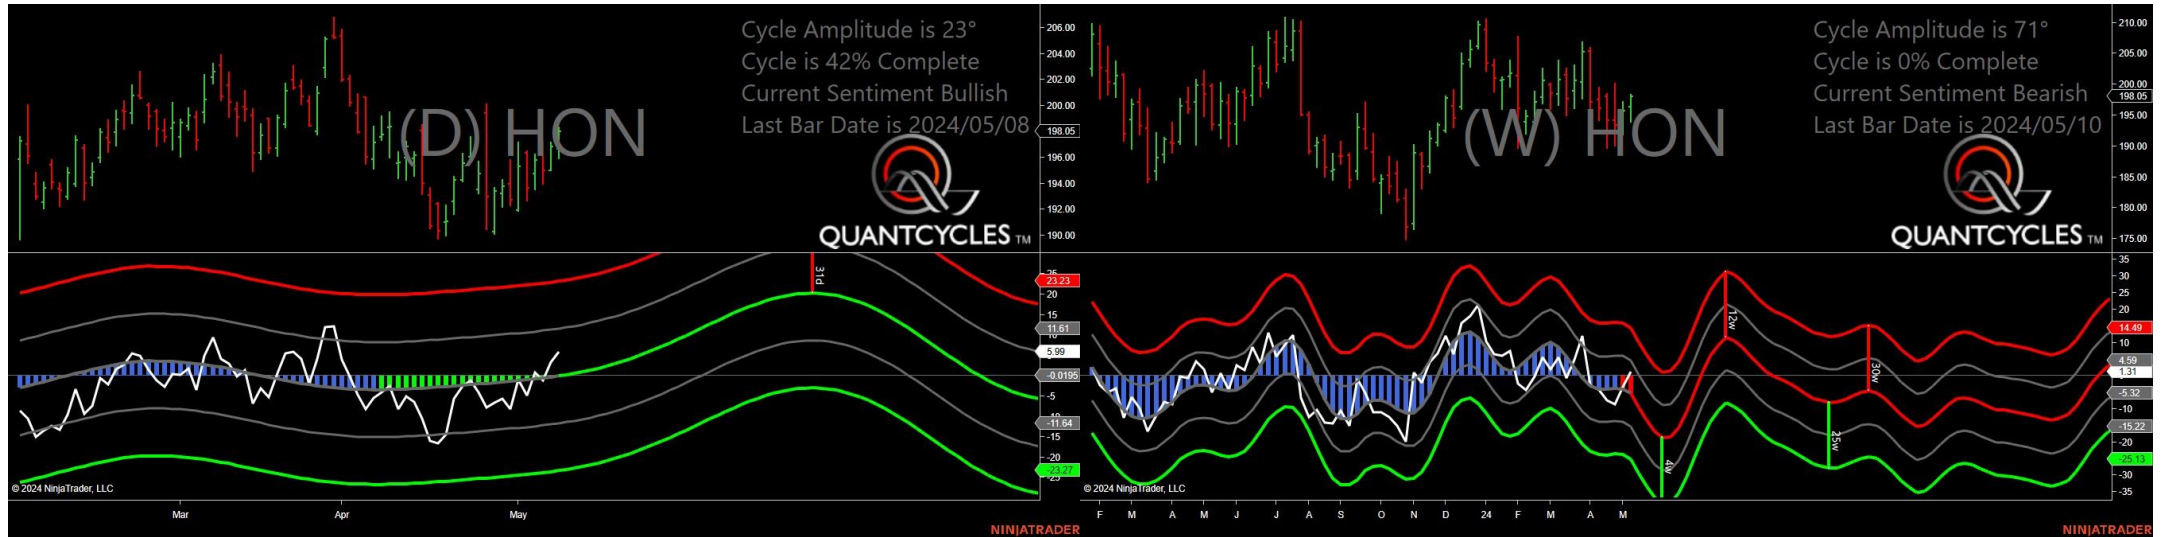 Cycle Amplitude is 23°
Cycle is 42% Complete
Current Sentiment Bullish
Last Bar Date is 2024/05/08
(D) HON
QUANTCYCLES TM
206.00
204.00
202.00
200.00
198.05
196.00
194.00
192.00
190.00
31d
25
23.23
20
15
11.61
5.99
-0.0195
-5
-11.64
-15
-20
-23.27
-25
© 2024 NinjaTrader, LLC
Mar Apr May
NINJATRADER
Cycle Amplitude is 71°
Cycle is 0% Complete
Current Sentiment Bearish
Last Bar Date is 2024/05/10
(W) HON
QUANTCYCLES TM
210.00
205.00
200.00
198.05
195.00
190.00
185.00
180.00
175.00
12w
30w
25w
4w
35
30
25
20
14.49
10
4.59
1.31
-5.32
-10
-15.22
-20
-25.13
-30
-35
© 2024 NinjaTrader, LLC
F M A M J J A S O N D 24 F M A M
NINJATRADER